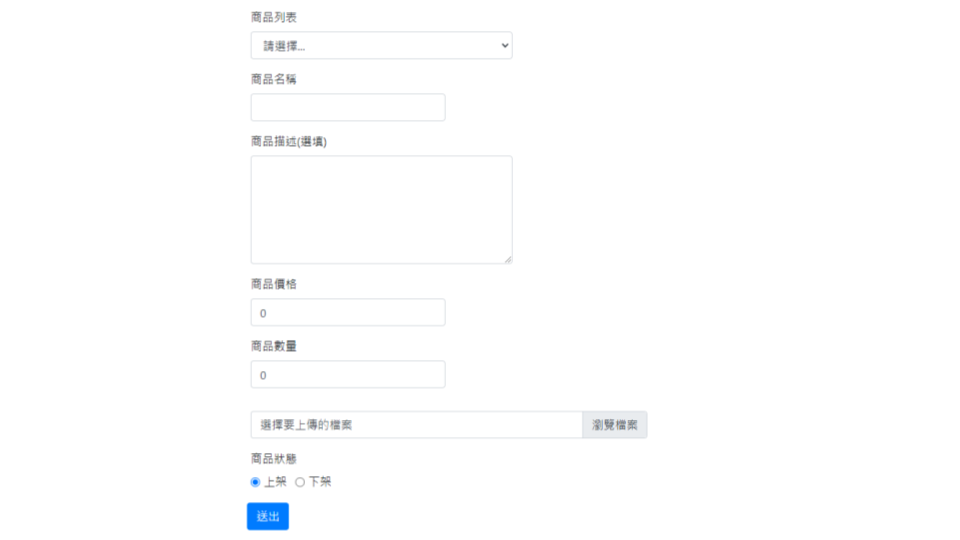 商品列表
請選擇...
商品名稱
商品描述(選填)
商品價格
0
商品數量
0
選擇要上傳的檔案 瀏覽檔案
商品狀態
上架 下架
送出